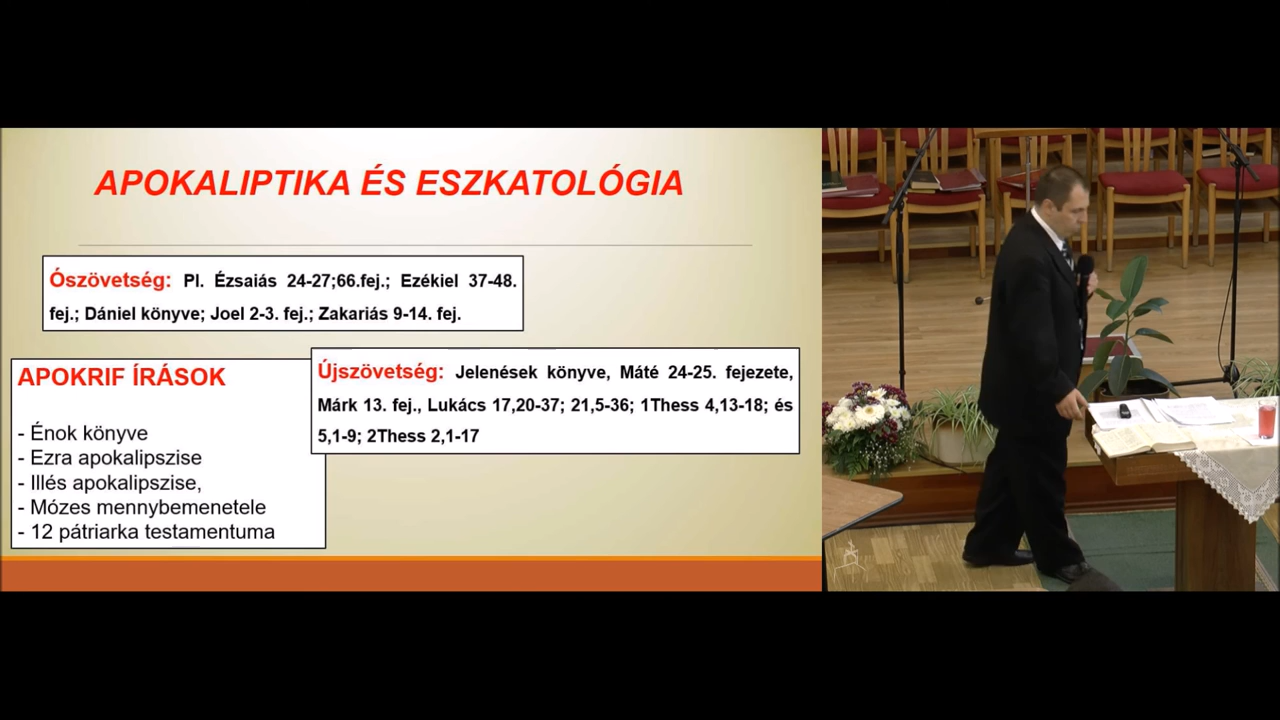 APOKALIPTIKA ÉS ESZKATOLÓGIA
Ószövetség: Pl. Ézsaiás 24-27;66.fej.; Ezékiel 37-48.
fej.; Dániel könyve; Joel 2-3. fej.; Zakariás 9-14. fej.
APOKRIF ÍRÁSOK
- Énok könyve
- Ezra apokalipszise
- Illés apokalipszise,
- Mózes mennybemenetele
- 12 pátriarka testamentuma
Újszövetség: Jelenések könyve, Máté 24-25. fejezete,
Márk 13. fej., Lukács 17,20-37; 21,5-36; 1Thess 4,13-18; és
5,1-9; 2Thess 2,1-17